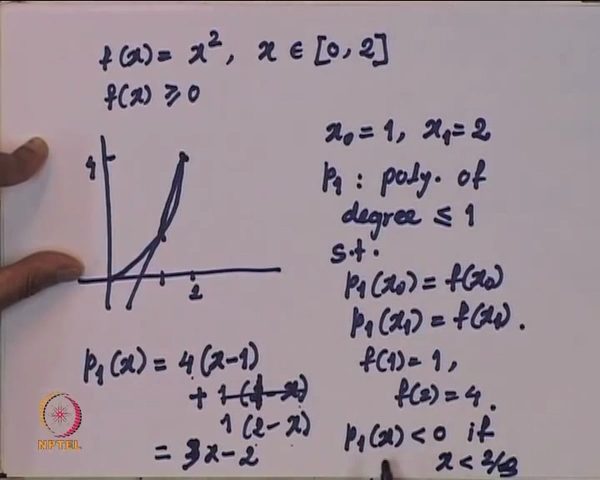 f(x) = x², x ∈ [0, 2]
f(x) ⩾ 0
4
2
x₀ = 1, x₁ = 2
p₁ : poly. of
degree ≤ 1
s.t.
p₁(x₀) = f(x₀)
p₁(x₁) = f(x₁).
f(1) = 1,
f(2) = 4.
p₁(x) < 0 if
x < 2/3
p₁(x) = 4(x-1)
+
1(2-x)
= 3x-2
NPTEL